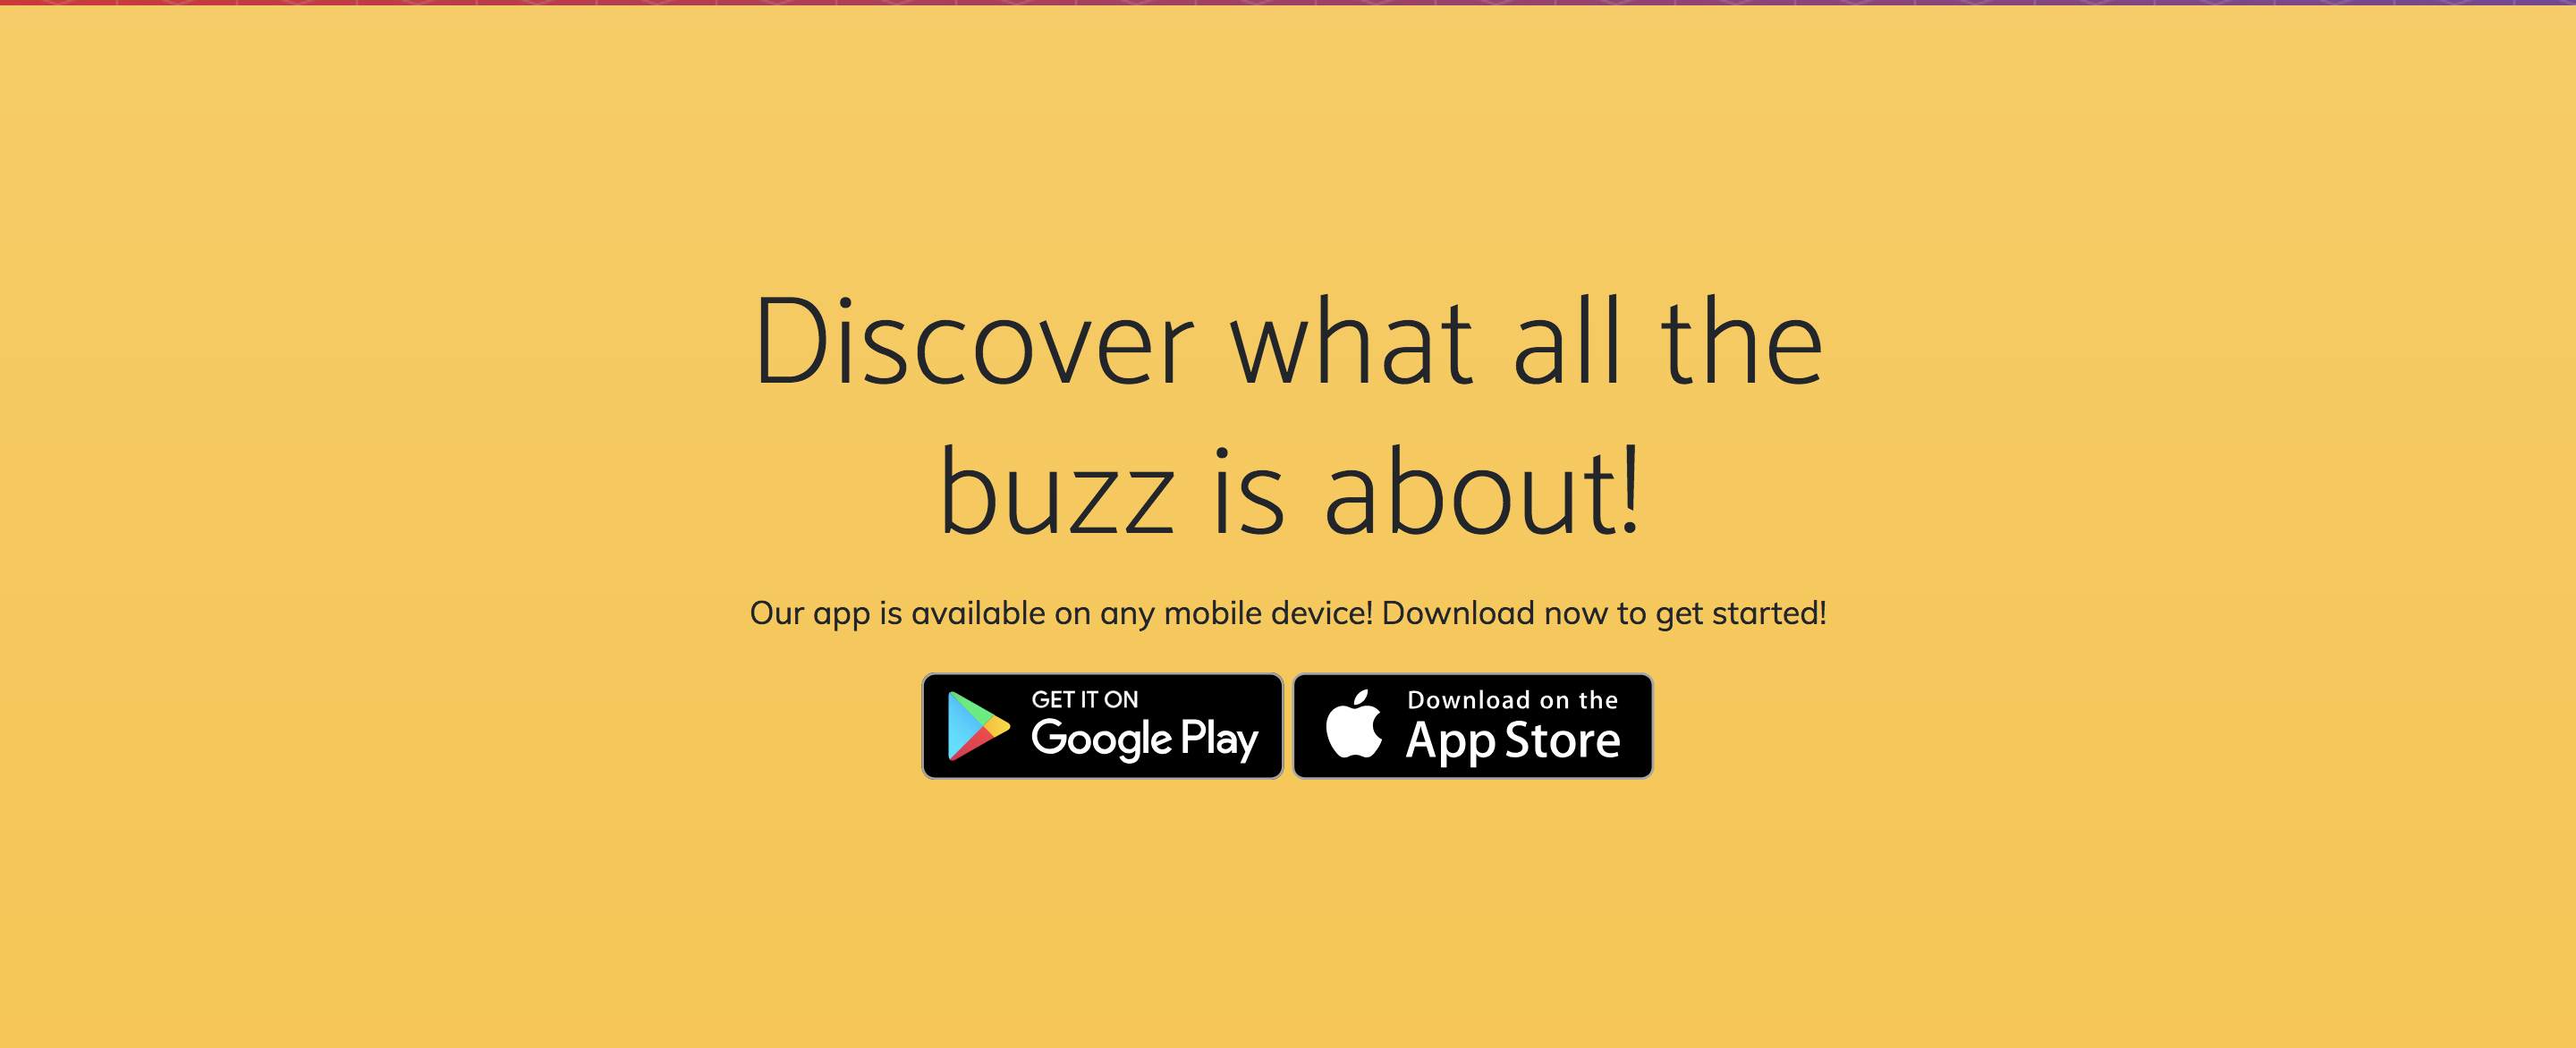 Discover what all the
buzz is about!
Our app is available on any mobile device! Download now to get started!
GET IT ON
Google Play
Download on the
App Store